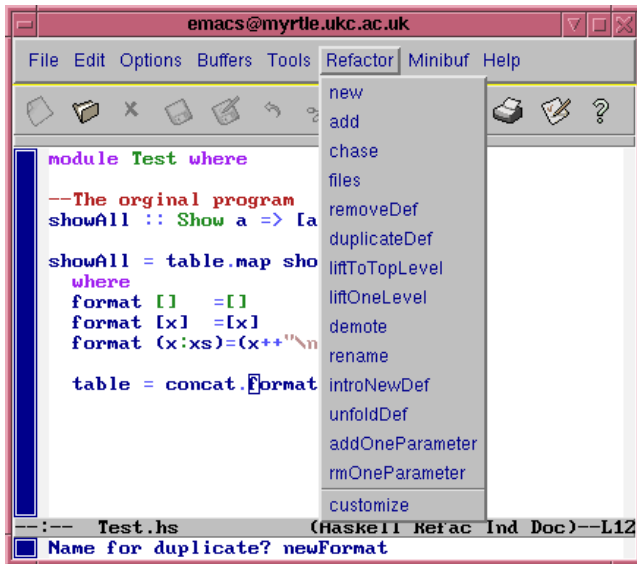 emacs@myrtle.ukc.ac.uk
File Edit Options Buffers Tools Refactor Minibuf Help
new
add
chase
files
removeDef
duplicateDef
liftToTopLevel
liftOneLevel
demote
rename
introNewDef
unfoldDef
addOneParameter
rmOneParameter
customize
module Test where
--The orginal program
showAll :: Show a => [a
showAll = table.map sho
where
format [] =[]
format [x] =[x]
format (x:xs)=(x++"\n
table = concat.format
--:-- Test.hs (Haskell Refac Ind Doc)--L12
Name for duplicate? newFormat